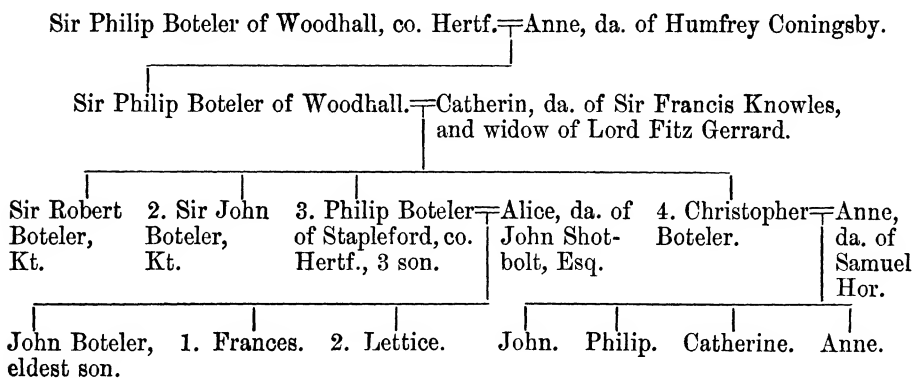 Sir Philip Boteler of Woodhall, co. Hertf.=Anne, da. of Humfrey Coningsby.
Sir Philip Boteler of Woodhall.=Catherin, da. of Sir Francis Knowles,
and widow of Lord Fitz Gerrard.
Sir Robert
Boteler,
Kt.
2. Sir John
Boteler,
Kt.
3. Philip Boteler=
of Stapleford, co.
Hertf., 3 son.
Alice, da. of
John Shot-
bolt, Esq.
4. Christopher=
Boteler.
Anne,
da. of
Samuel
Hor.
John Boteler,
eldest son.
1. Frances.
2. Lettice.
John.
Philip.
Catherine.
Anne.